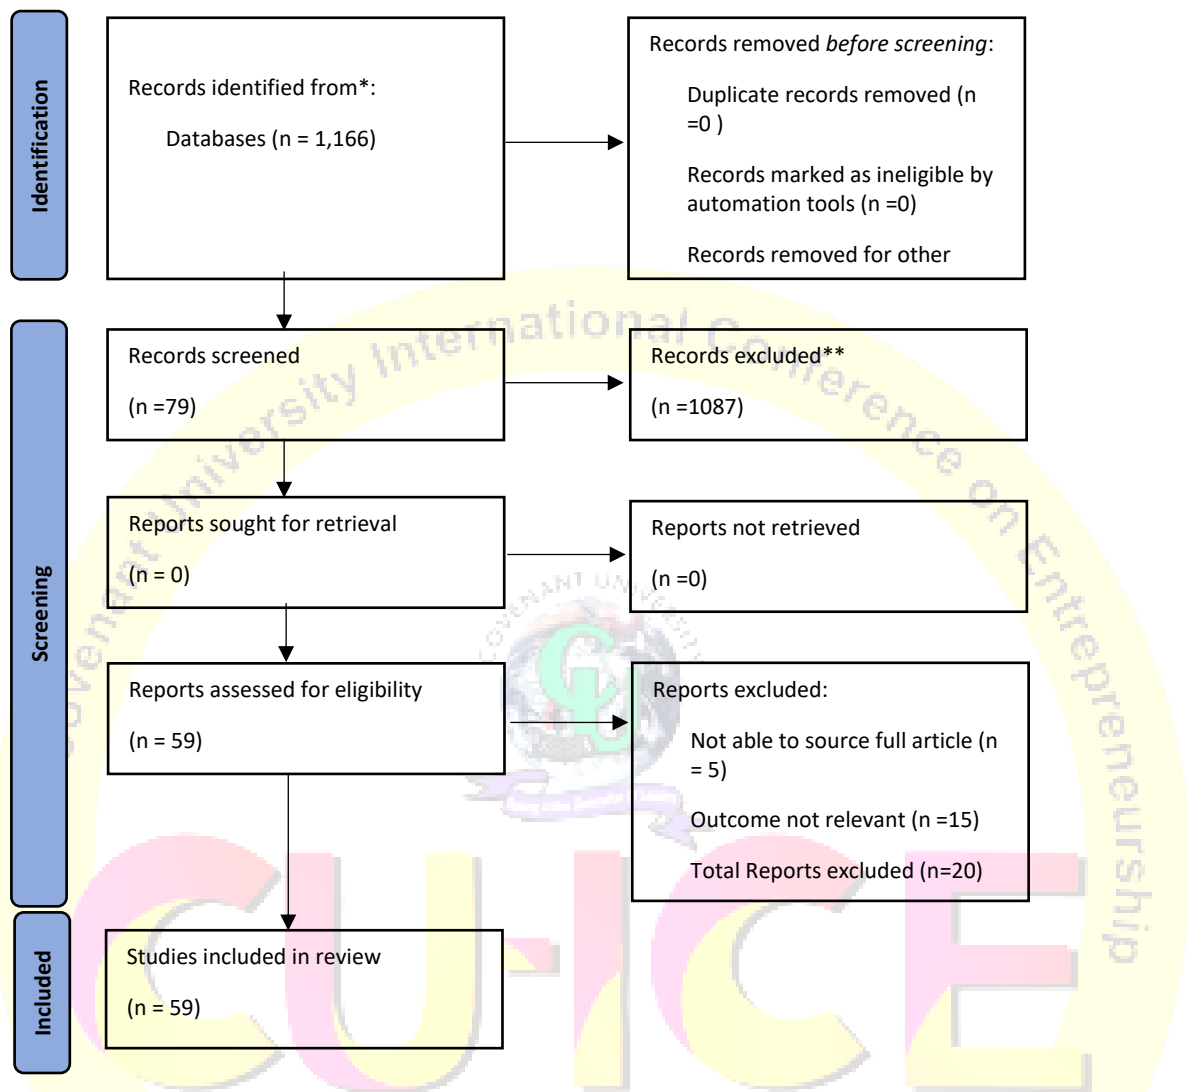 Identification
Records identified from*:
Databases (n = 1,166)
Records removed before screening:
Duplicate records removed (n
=0 )
Records marked as ineligible by
automation tools (n =0)
Records removed for other
Screening
Records screened
(n =79)
Records excluded**
(n =1087)
Reports sought for retrieval
(n = 0)
Reports not retrieved
(n =0)
Reports assessed for eligibility
(n = 59)
Reports excluded:
Not able to source full article (n
= 5)
Outcome not relevant (n =15)
Total Reports excluded (n=20)
Included
Studies included in review
(n = 59)
Covenant University International Conference on Entrepreneurship
COVENANT UNIVERSITY
CU
CU-ICE